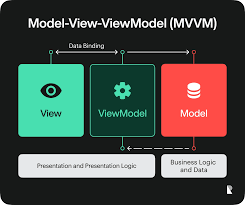 Model-View-ViewModel (MVVM)
Data Binding
View
ViewModel
Model
Presentation and Presentation Logic
Business Logic
and Data